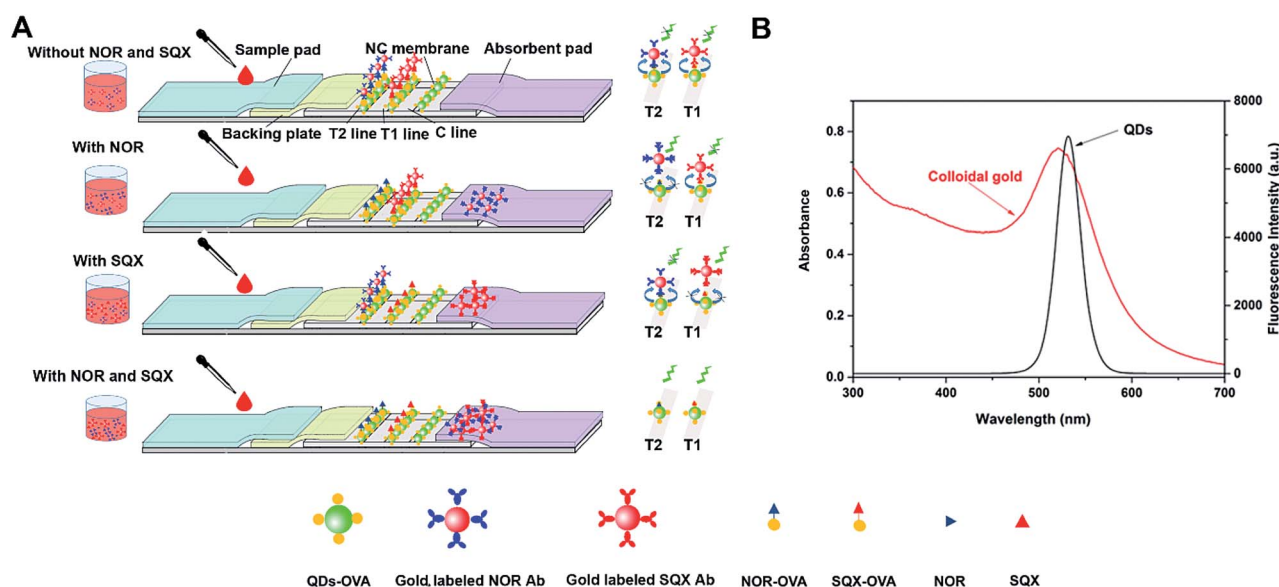 A
Without NOR and SQX
Sample pad
NC membrane
Absorbent pad
T2 T1
Backing plate T2 line T1 line C line
With NOR
T2 T1
With SQX
T2 T1
With NOR and SQX
T2 T1
B
QDs
Colloidal gold
Absorbance
0.8
0.6
0.4
0.2
0.0
Fluorescence Intensity (a.u.)
8000
6000
4000
2000
0
300 400 500 600 700
Wavelength (nm)
QDs-OVA Gold labeled NOR Ab Gold labeled SQX Ab NOR-OVA SQX-OVA NOR SQX